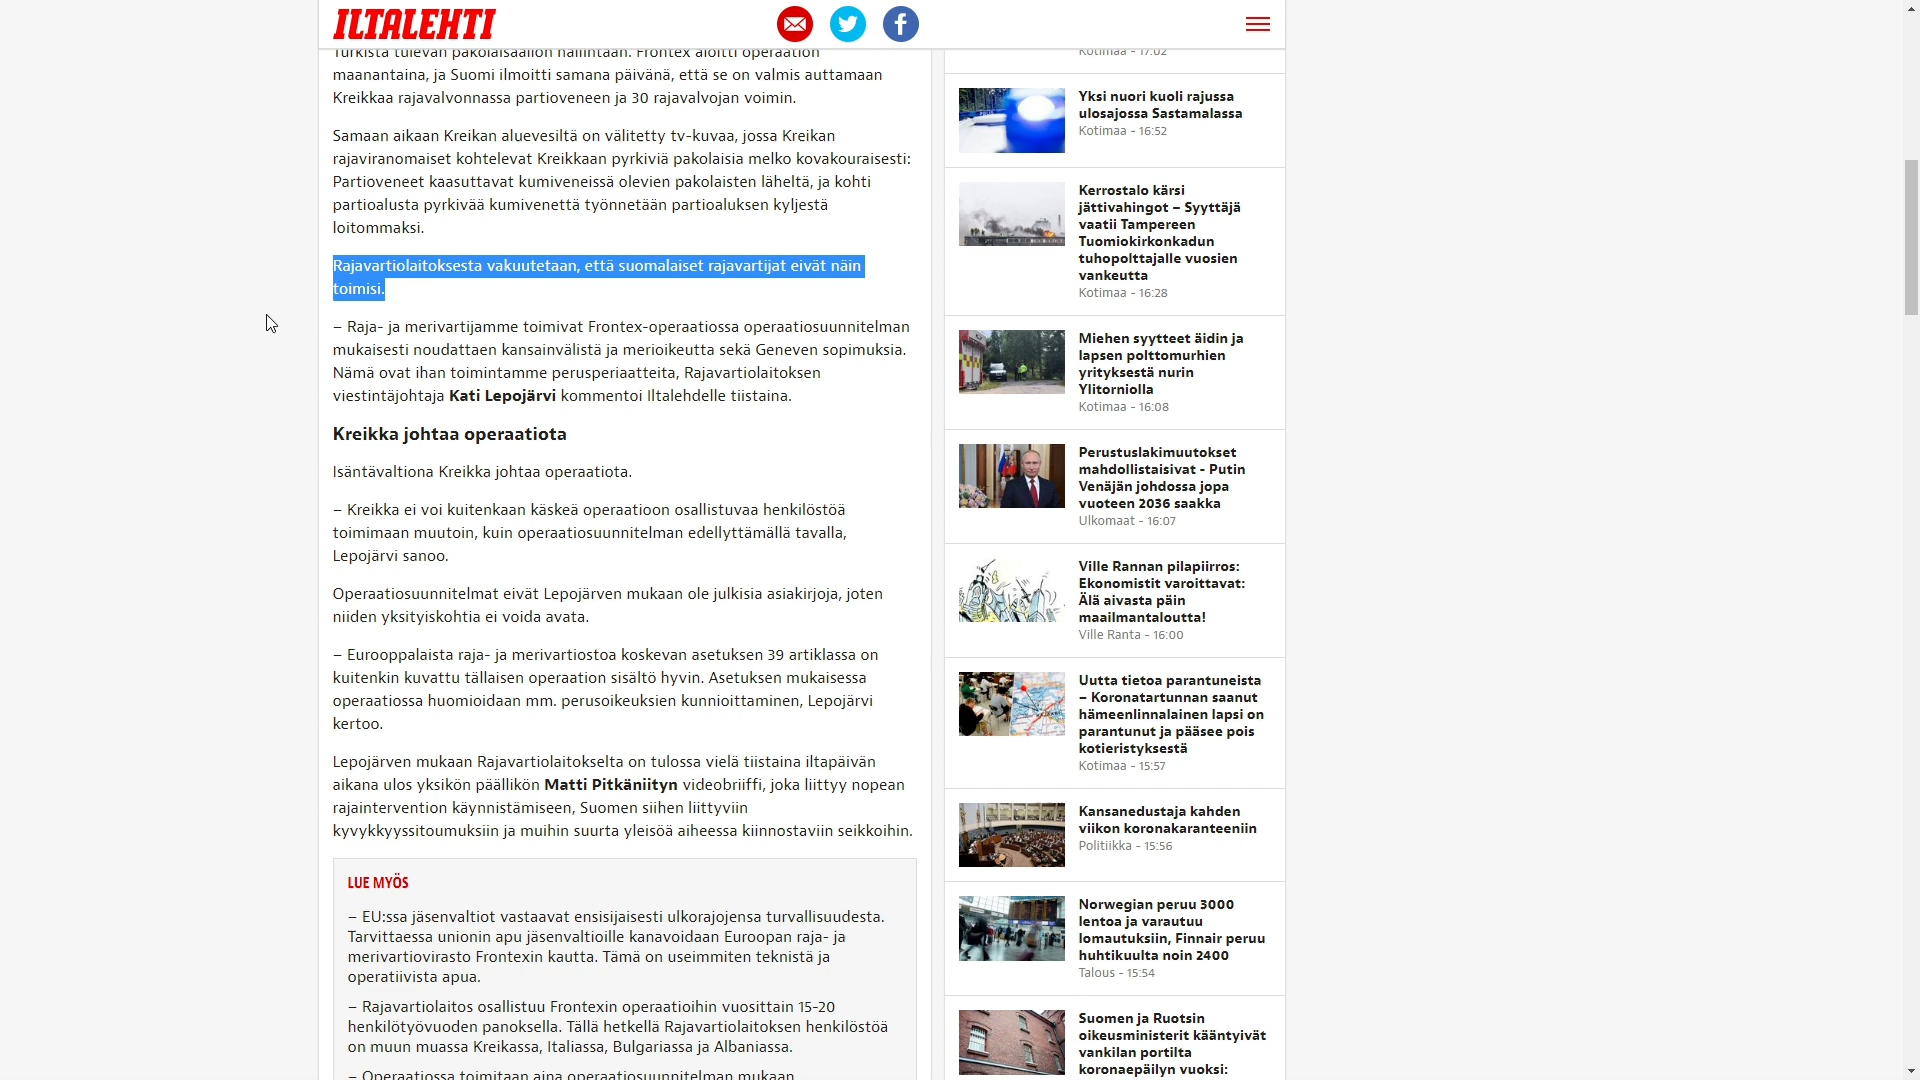 ILTALEHTI
Turkista tulevan pakolaisaallon hallintaan. Frontex aloitti operaation
maanantaina, ja Suomi ilmoitti samana päivänä, että se on valmis auttamaan
Kreikkaa rajavalvonnassa partioveneen ja 30 rajavalvojan voimin.
Samaan aikaan Kreikan aluevesiltä on välitetty tv-kuvaa, jossa Kreikan
rajaviranomaiset kohtelevat Kreikkaan pyrkiviä pakolaisia melko kovakouraisesti:
Partioveneet kaasuttavat kumiveneissä olevien pakolaisten läheltä, ja kohti
partioalusta pyrkivää kumivenettä työnnetään partioaluksen kyljestä
loitommaksi.
Rajavartiolaitoksesta vakuutetaan, että suomalaiset rajavartijat eivät näin
toimisi.
– Raja- ja merivartijamme toimivat Frontex-operaatiossa operaatiosuunnitelman
mukaisesti noudattaen kansainvälistä ja merioikeutta sekä Geneven sopimuksia.
Nämä ovat ihan toimintamme perusperiaatteita, Rajavartiolaitoksen
viestintäjohtaja Kati Lepojärvi kommentoi Iltalehdelle tiistaina.
Kreikka johtaa operaatiota
Isäntävaltiona Kreikka johtaa operaatiota.
– Kreikka ei voi kuitenkaan käskeä operaatioon osallistuvaa henkilöstöä
toimimaan muutoin, kuin operaatiosuunnitelman edellyttämällä tavalla,
Lepojärvi sanoo.
Operaatiosuunnitelmat eivät Lepojärven mukaan ole julkisia asiakirjoja, joten
niiden yksityiskohtia ei voida avata.
– Eurooppalaista raja- ja merivartiostoa koskevan asetuksen 39 artiklassa on
kuitenkin kuvattu tällaisen operaation sisältö hyvin. Asetuksen mukaisessa
operaatiossa huomioidaan mm. perusoikeuksien kunnioittaminen, Lepojärvi
kertoo.
Lepojärven mukaan Rajavartiolaitokselta on tulossa vielä tiistaina iltapäivän
aikana ulos yksikön päällikön Matti Pitkäniityn videobriiffi, joka liittyy nopean
rajaintervention käynnistämiseen, Suomen siihen liittyviin
kyvykkyyssitoumuksiin ja muihin suurta yleisöä aiheessa kiinnostaviin seikkoihin.
LUE MYÖS
– EU:ssa jäsenvaltiot vastaavat ensisijaisesti ulkorajojensa turvallisuudesta.
Tarvittaessa unionin apu jäsenvaltioille kanavoidaan Euroopan raja- ja
merivartiovirasto Frontexin kautta. Tämä on useimmiten teknistä ja
operatiivista apua.
– Rajavartiolaitos osallistuu Frontexin operaatioihin vuosittain 15-20
henkilötyövuoden panoksella. Tällä hetkellä Rajavartiolaitoksen henkilöstöä
on muun muassa Kreikassa, Italiassa, Bulgariassa ja Albaniassa.
– Operaatiossa toimitaan aina operaatiosuunnitelman mukaan
Kotimaa - 17:02
Yksi nuori kuoli rajussa
ulosajossa Sastamalassa
Kotimaa - 16:52
Kerrostalo kärsi
jättivahingot – Syyttäjä
vaatii Tampereen
Tuomiokirkonkadun
tuhopolttajalle vuosien
vankeutta
Kotimaa - 16:28
Miehen syytteet äidin ja
lapsen polttomurhien
yrityksestä nurin
Ylitorniolla
Kotimaa - 16:08
Perustuslakimuutokset
mahdollistaisivat - Putin
Venäjän johdossa jopa
vuoteen 2036 saakka
Ulkomaat - 16:07
Ville Rannan pilapiirros:
Ekonomistit varoittavat:
Älä aivasta päin
maailmantaloutta!
Ville Ranta - 16:00
Uutta tietoa parantuneista
– Koronatartunnan saanut
hämeenlinnalainen lapsi on
parantunut ja pääsee pois
kotieristyksestä
Kotimaa - 15:57
Kansanedustaja kahden
viikon koronakaranteeniin
Politiikka - 15:56
Norwegian peruu 3000
lentoa ja varautuu
lomautuksiin, Finnair peruu
huhtikuulta noin 2400
Talous - 15:54
Suomen ja Ruotsin
oikeusministerit kääntyivät
vankilan portilta
koronaepäilyn vuoksi: